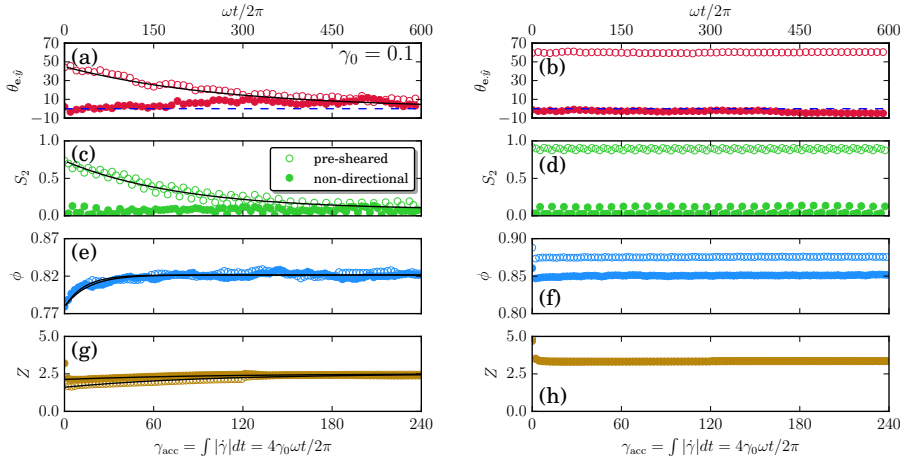 ωt/2π
ωt/2π
0 150 300 450 600
0 150 300 450 600
(a)
γ₀ = 0.1
70
50
30
10
−10
θ_{e,ŷ}
(b)
70
50
30
10
−10
θ_{e,ŷ}
(c)
pre-sheared
non-directional
1.0
0.5
0.0
S₂
(d)
1.0
0.5
0.0
S₂
(e)
0.87
0.82
0.77
ϕ
(f)
0.90
0.85
0.80
ϕ
(g)
5.0
2.5
0.0
Z
(h)
5.0
2.5
0.0
Z
0 60 120 180 240
0 60 120 180 240
γ_{acc} = ∫ |γ̇|dt = 4γ₀ωt/2π
γ_{acc} = ∫ |γ̇|dt = 4γ₀ωt/2π